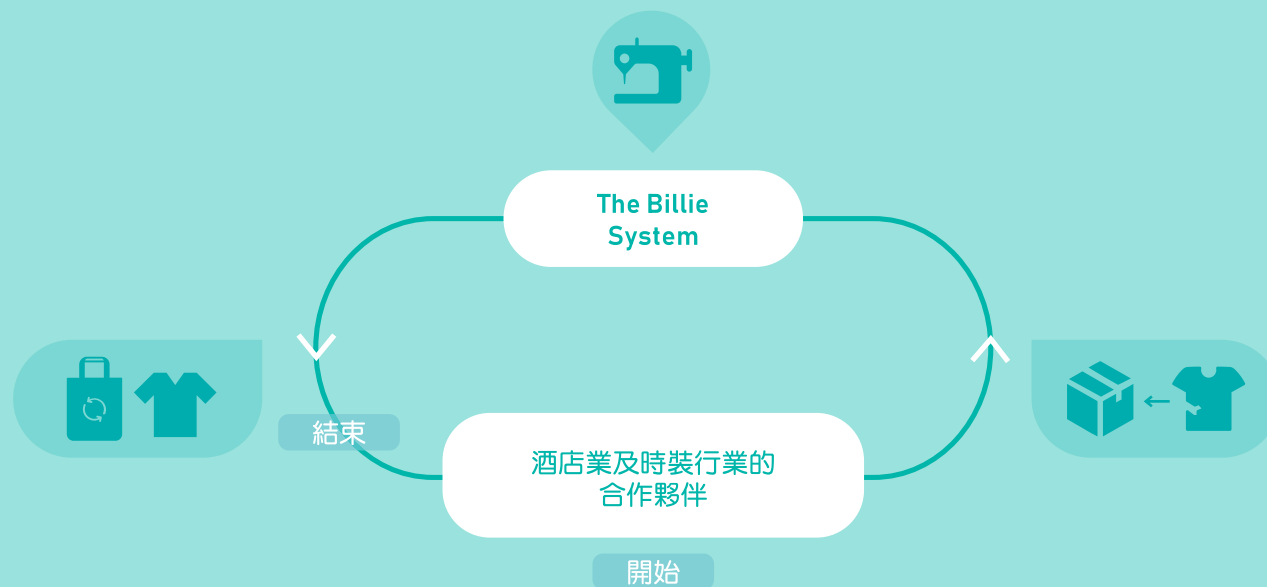 The Billie
System
結束
酒店業及時裝行業的
合作夥伴
開始